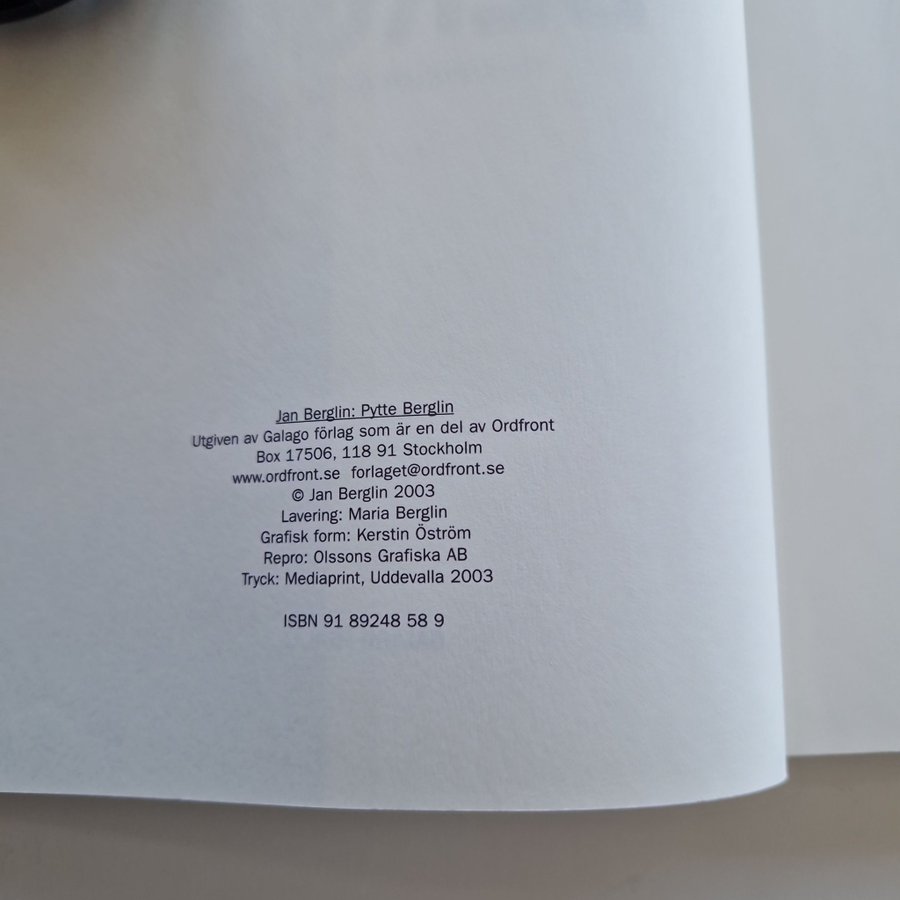 Jan Berglin: Pytte Berglin
Utgiven av Galago förlag som är en del av Ordfront
Box 17506, 118 91 Stockholm
www.ordfront.se forlaget@ordfront.se
© Jan Berglin 2003
Lavering: Maria Berglin
Grafisk form: Kerstin Öström
Repro: Olssons Grafiska AB
Tryck: Mediaprint, Uddevalla 2003
ISBN 91 89248 58 9